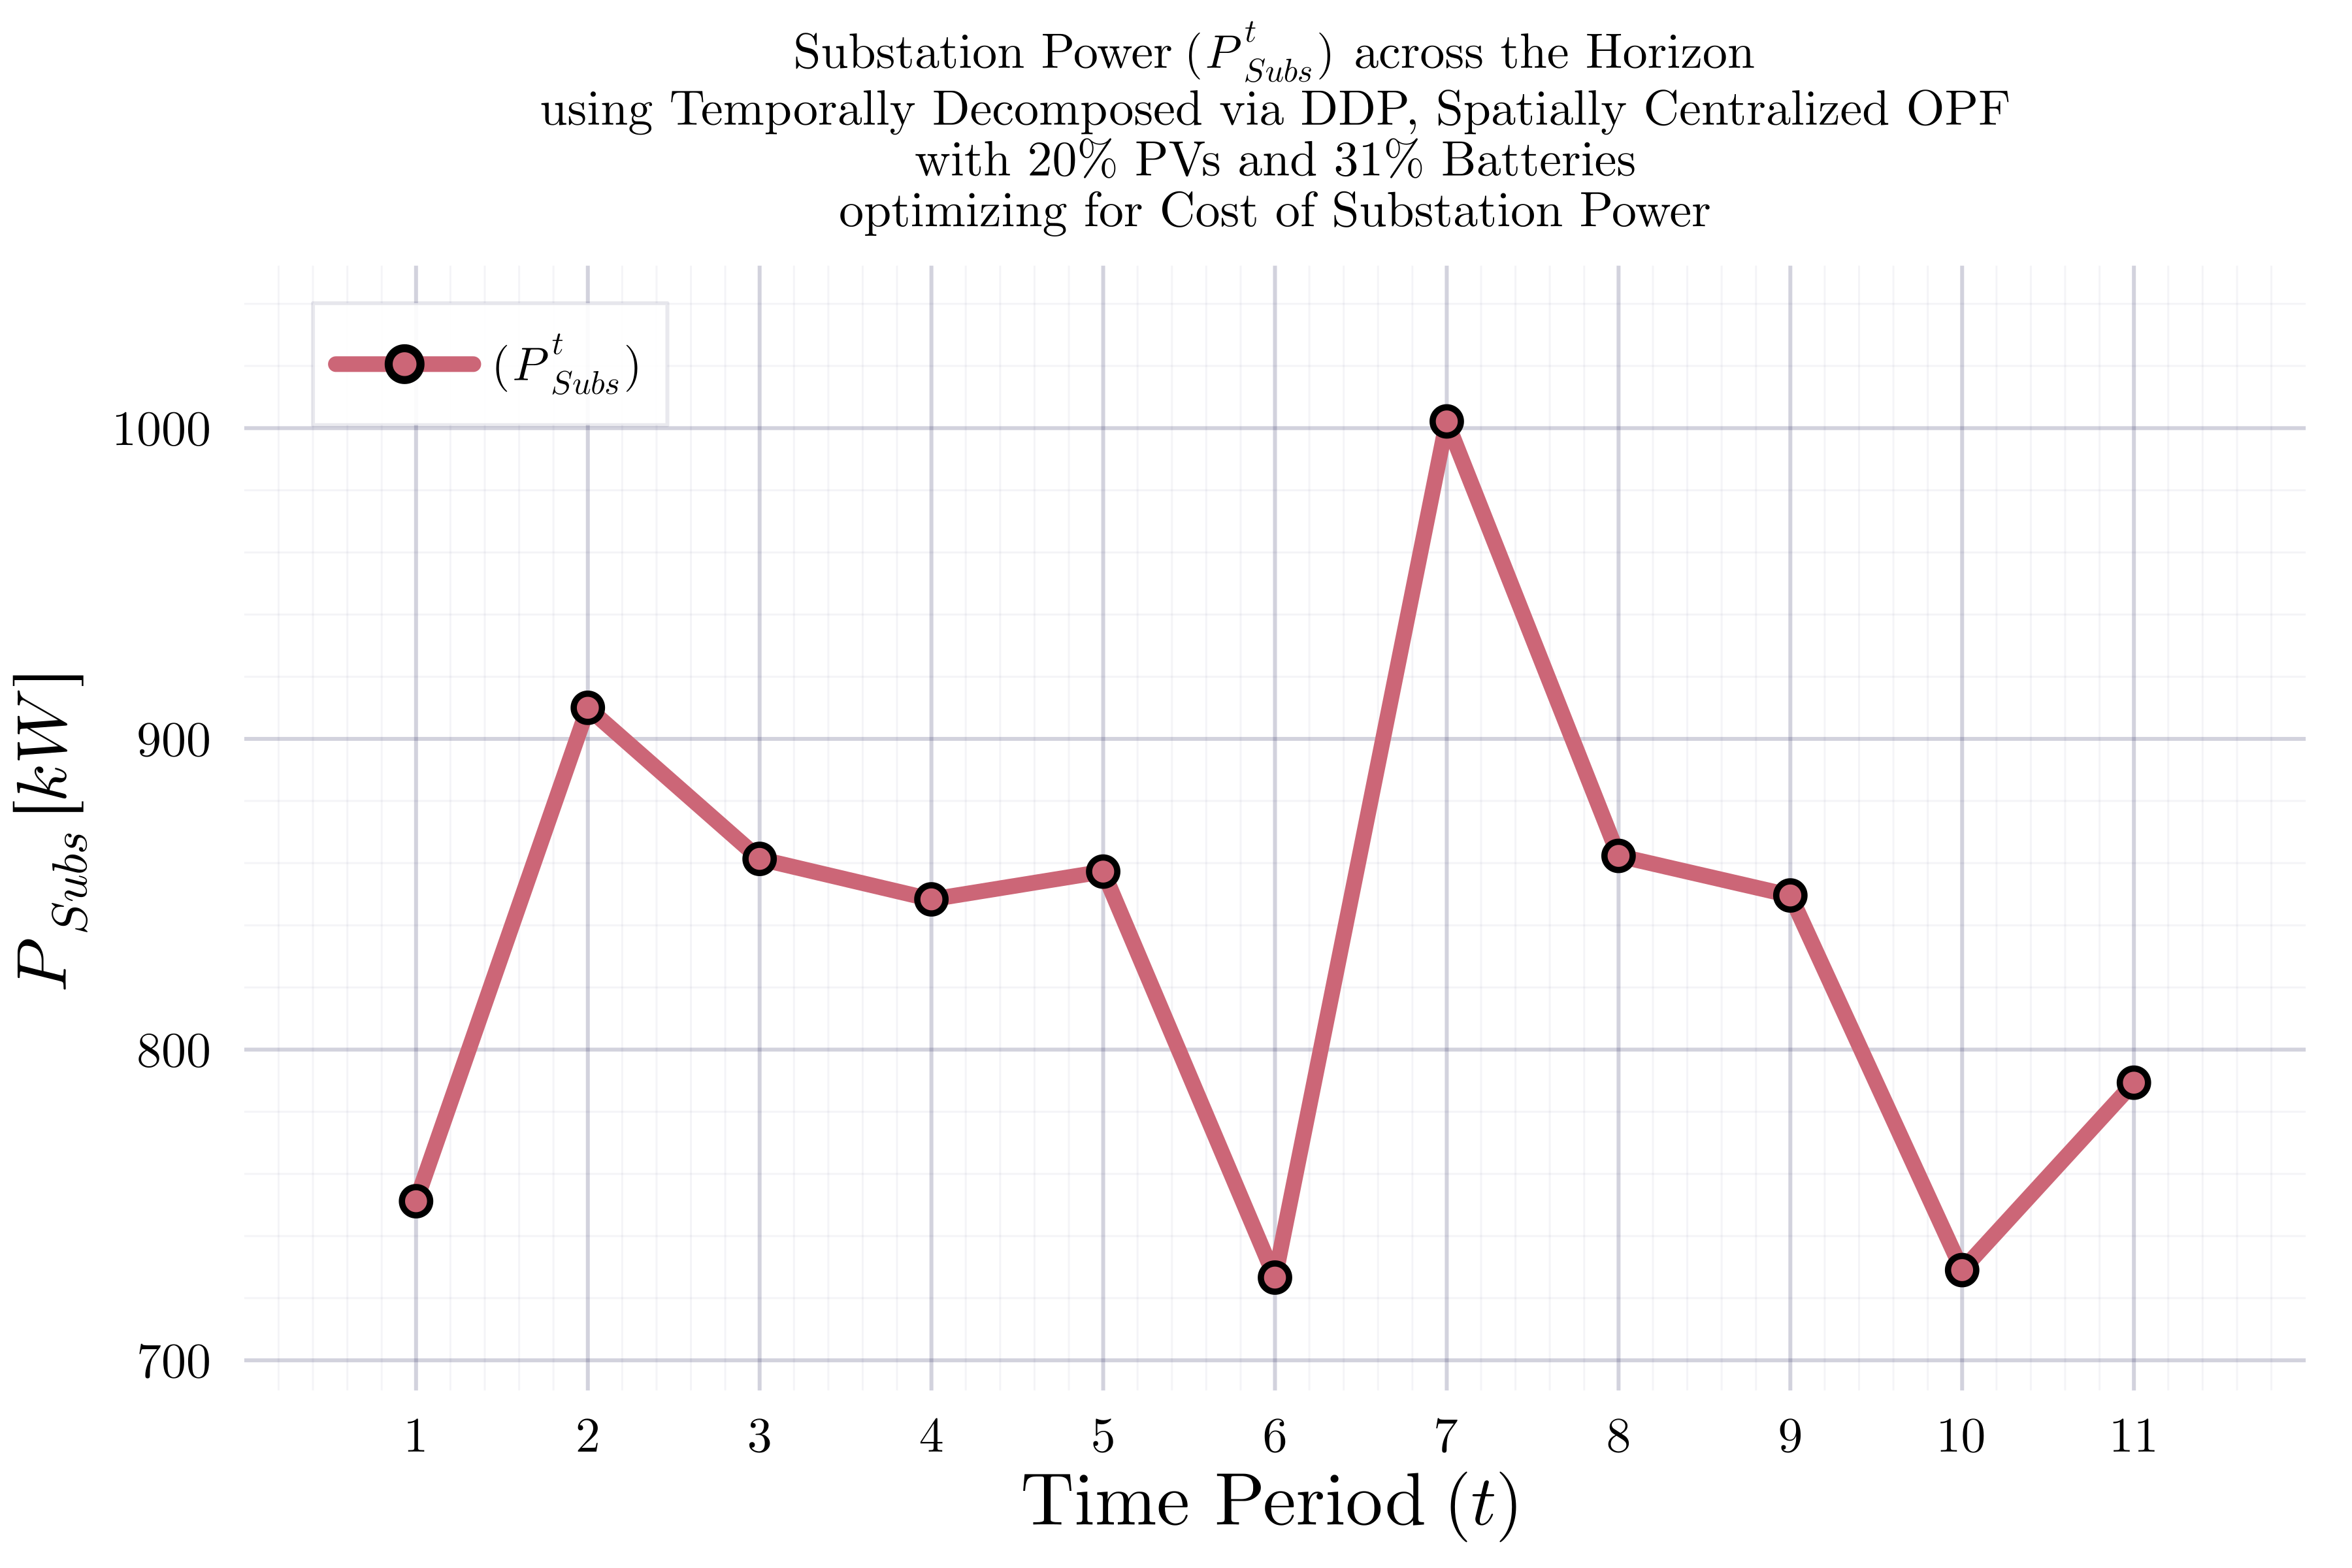 Substation Power (P^t_Subs) across the Horizon
using Temporally Decomposed via DDP, Spatially Centralized OPF
with 20% PVs and 31% Batteries
optimizing for Cost of Substation Power
(P^t_Subs)
1000
900
800
700
P_Subs [kW]
1 2 3 4 5 6 7 8 9 10 11
Time Period (t)